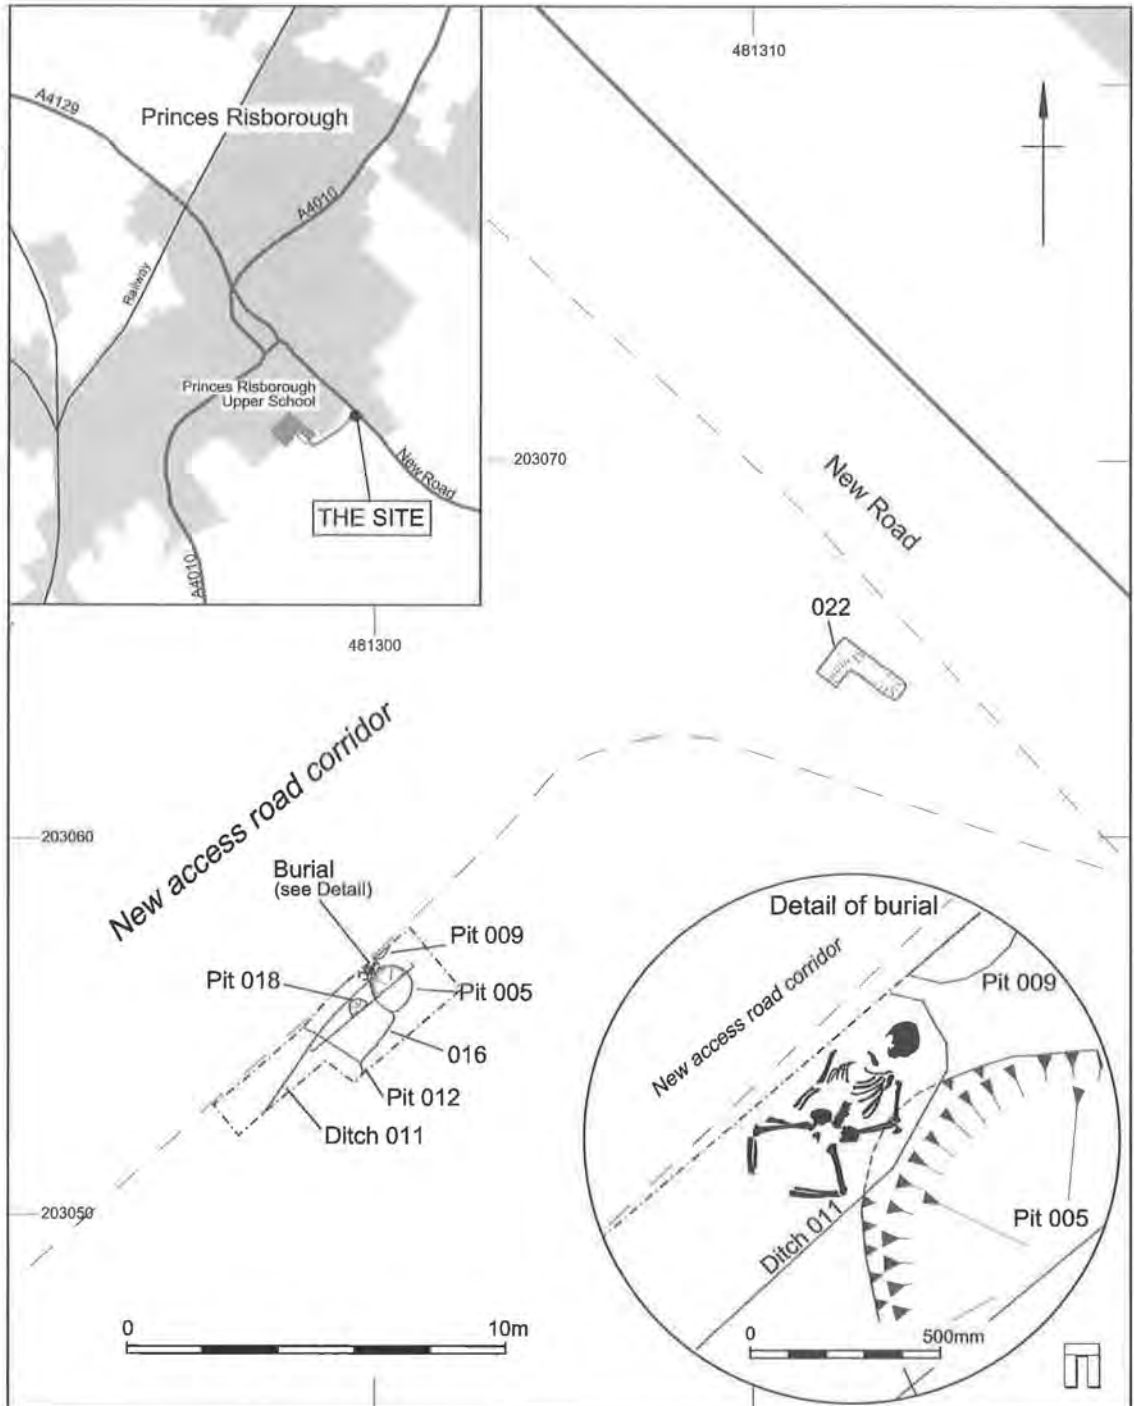 481310
A4129
Princes Risborough
A4010
Railway
Princes Risborough
Upper School
New Road
THE SITE
A4010
203070
New Road
022
481300
New access road corridor
203060
Burial
(see Detail)
Pit 009
Pit 018
Pit 005
016
Pit 012
Ditch 011
203050
0
10m
Detail of burial
New access road corridor
Pit 009
Pit 005
Ditch 011
0
500mm